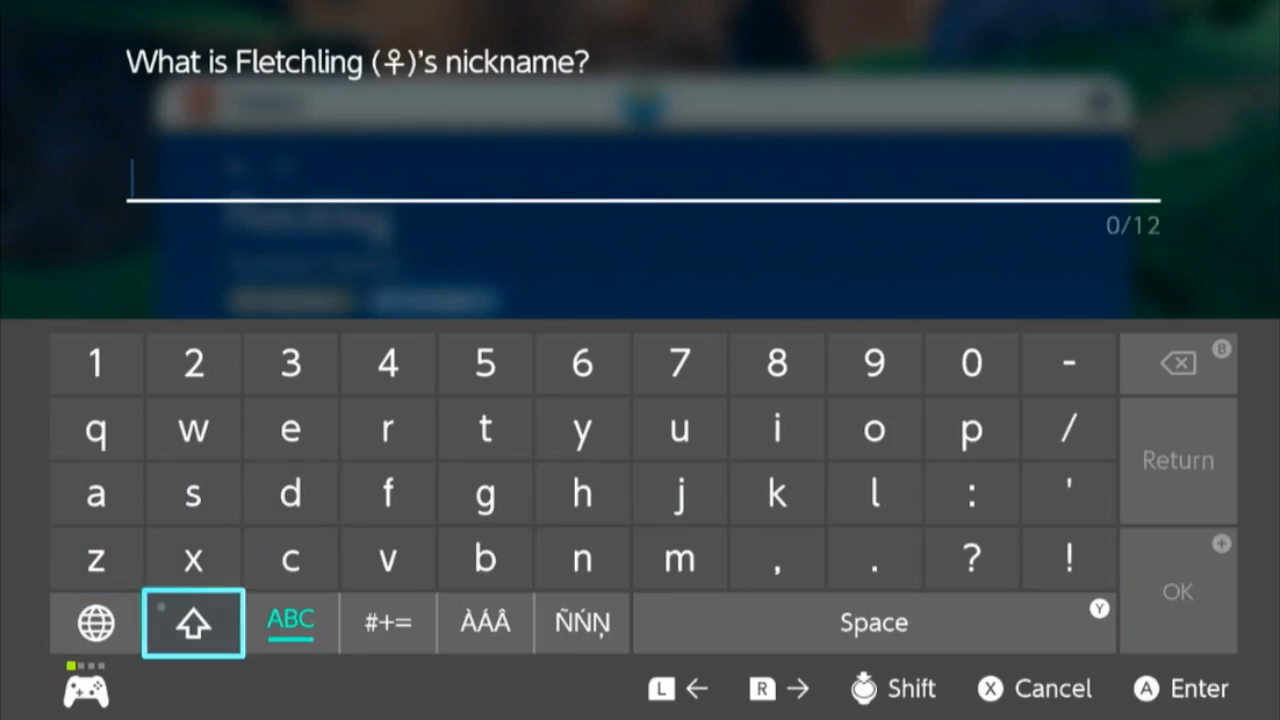 What is Fletchling (♀)'s nickname?
0/12
1 2 3 4 5 6 7 8 9 0 - B
q w e r t y u i o p /
Return
a s d f g h j k l : '
z x c v b n m , . ? ! +
OK
ABC #+= ÀÁÂ ÑŃŅ Space Y
L ← R → Shift X Cancel A Enter